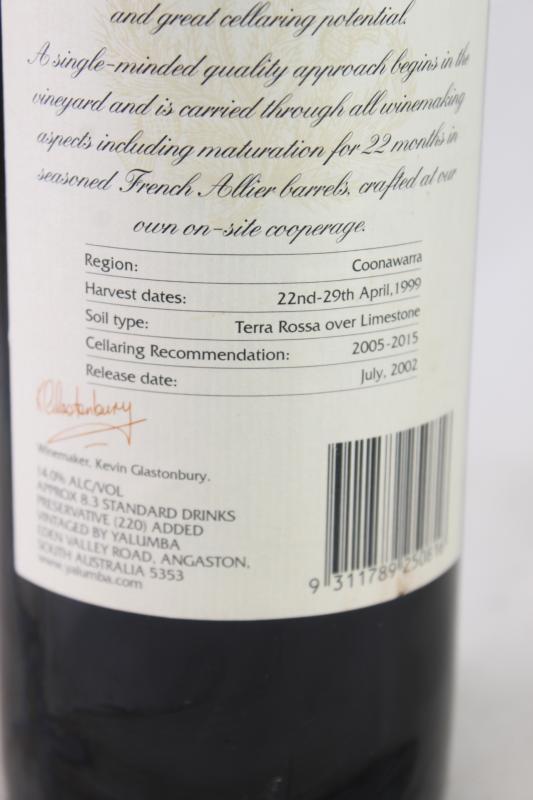 and great cellaring potential.
A single-minded quality approach begins in the
vineyard and is carried through all winemaking
aspects including maturation for 22 months in
seasoned French Allier barrels, crafted at our
own on-site cooperage.
Region: Coonawarra
Harvest dates: 22nd-29th April, 1999
Soil type: Terra Rossa over Limestone
Cellaring Recommendation: 2005-2015
Release date: July, 2002
Winemaker, Kevin Glastonbury.
14.0% ALC/VOL
APPROX 8.3 STANDARD DRINKS
PRESERVATIVE (220) ADDED
VINTAGED BY YALUMBA
EDEN VALLEY ROAD, ANGASTON,
SOUTH AUSTRALIA 5353
www.yalumba.com